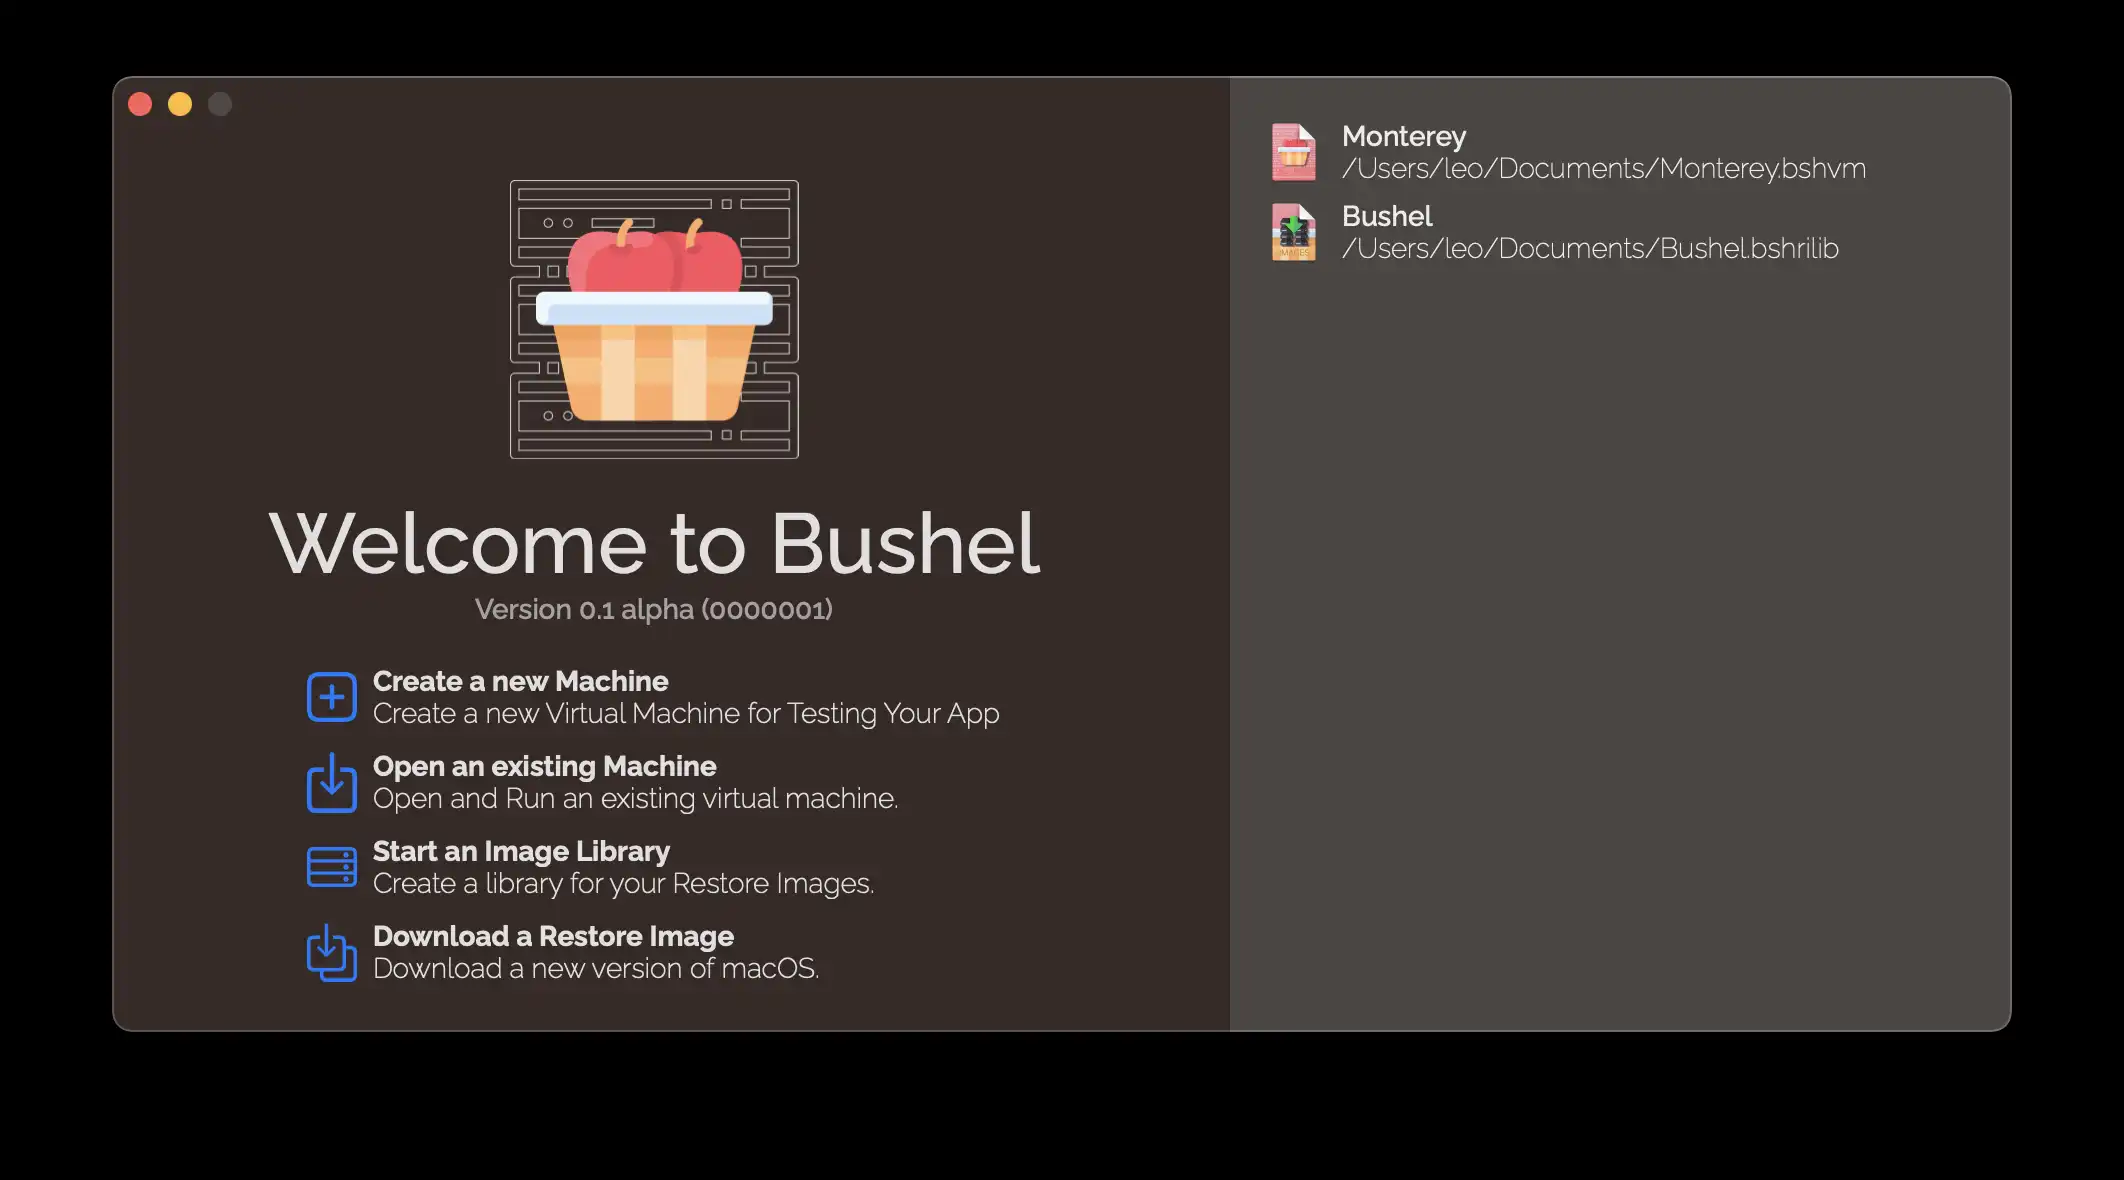 Welcome to Bushel
Version 0.1 alpha (0000001)
Create a new Machine
Create a new Virtual Machine for Testing Your App
Open an existing Machine
Open and Run an existing virtual machine.
Start an Image Library
Create a library for your Restore Images.
Download a Restore Image
Download a new version of macOS.
Monterey
/Users/leo/Documents/Monterey.bshvm
Bushel
/Users/leo/Documents/Bushel.bshrilib
IMAGES